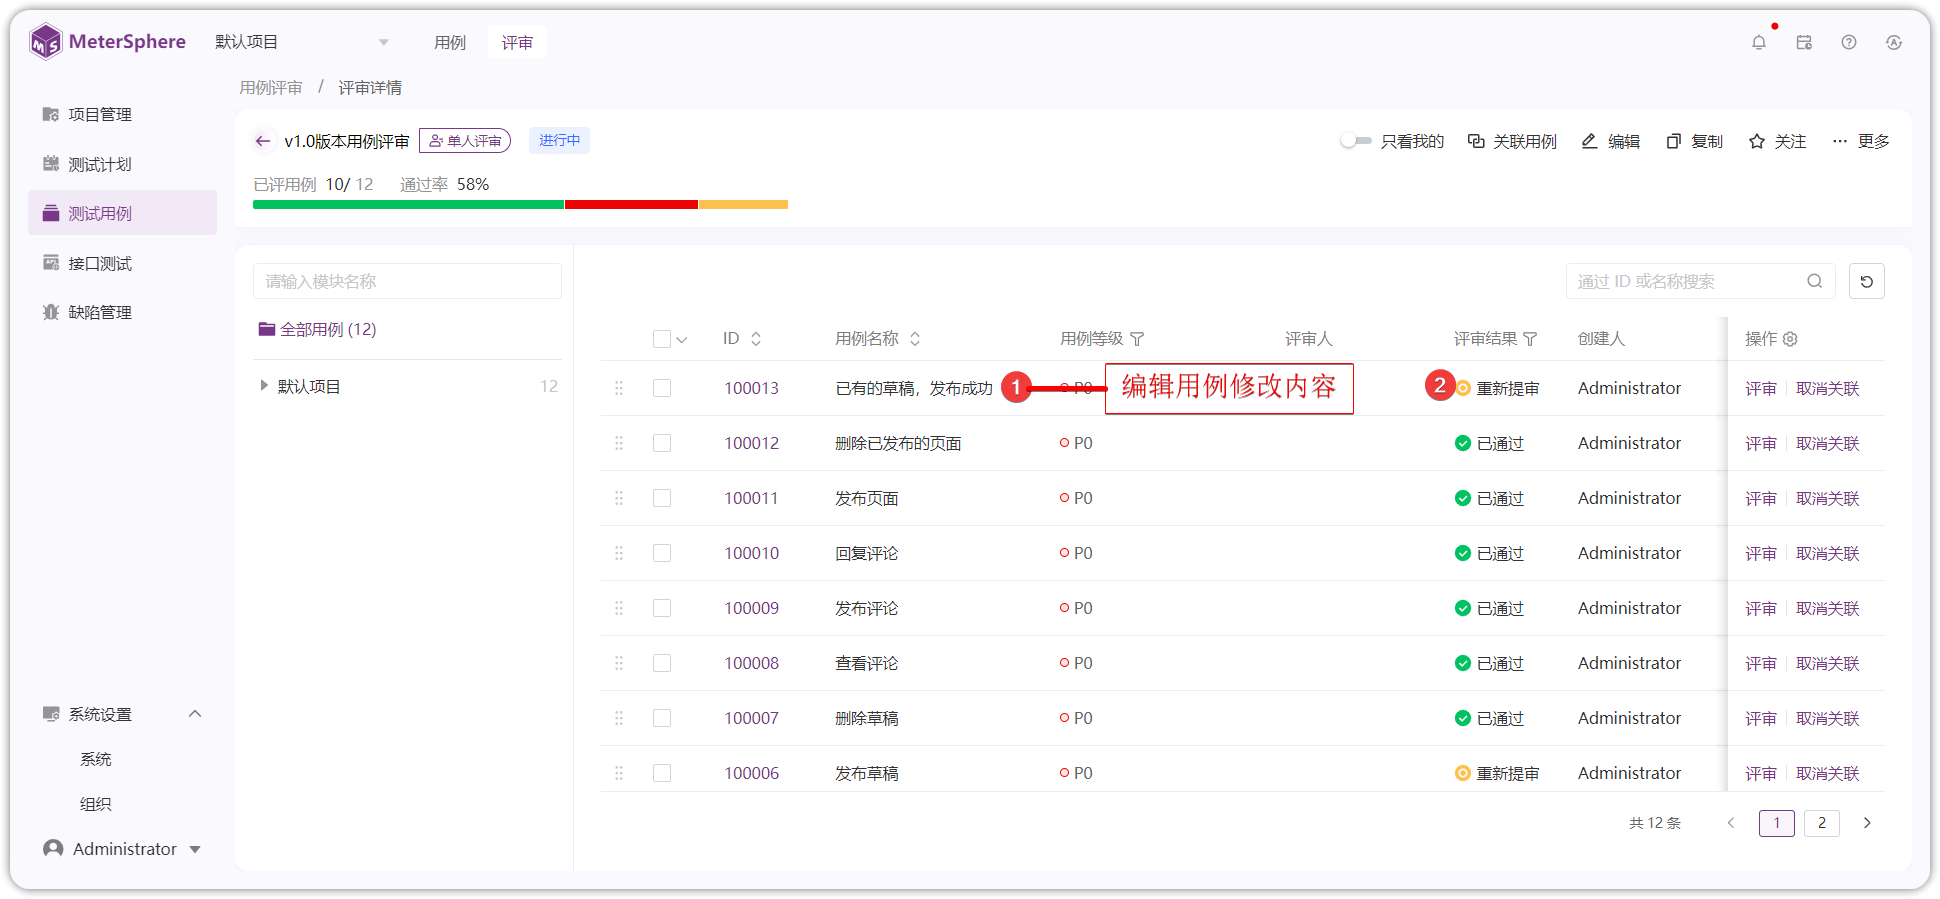 MeterSphere
默认项目
用例
评审
用例评审 / 评审详情
项目管理
测试计划
测试用例
接口测试
缺陷管理
系统设置
系统
组织
Administrator
v1.0版本用例评审
单人评审
进行中
只看我的
关联用例
编辑
复制
关注
更多
已评用例 10/ 12 通过率 58%
请输入模块名称
全部用例 (12)
默认项目 12
通过 ID 或名称搜索
ID 用例名称 用例等级 评审人 评审结果 创建人 操作
100013 已有的草稿，发布成功 1 P0 编辑用例修改内容 2 重新提审 Administrator 评审 取消关联
100012 删除已发布的页面 P0 已通过 Administrator 评审 取消关联
100011 发布页面 P0 已通过 Administrator 评审 取消关联
100010 回复评论 P0 已通过 Administrator 评审 取消关联
100009 发布评论 P0 已通过 Administrator 评审 取消关联
100008 查看评论 P0 已通过 Administrator 评审 取消关联
100007 删除草稿 P0 已通过 Administrator 评审 取消关联
100006 发布草稿 P0 重新提审 Administrator 评审 取消关联
共 12 条 1 2